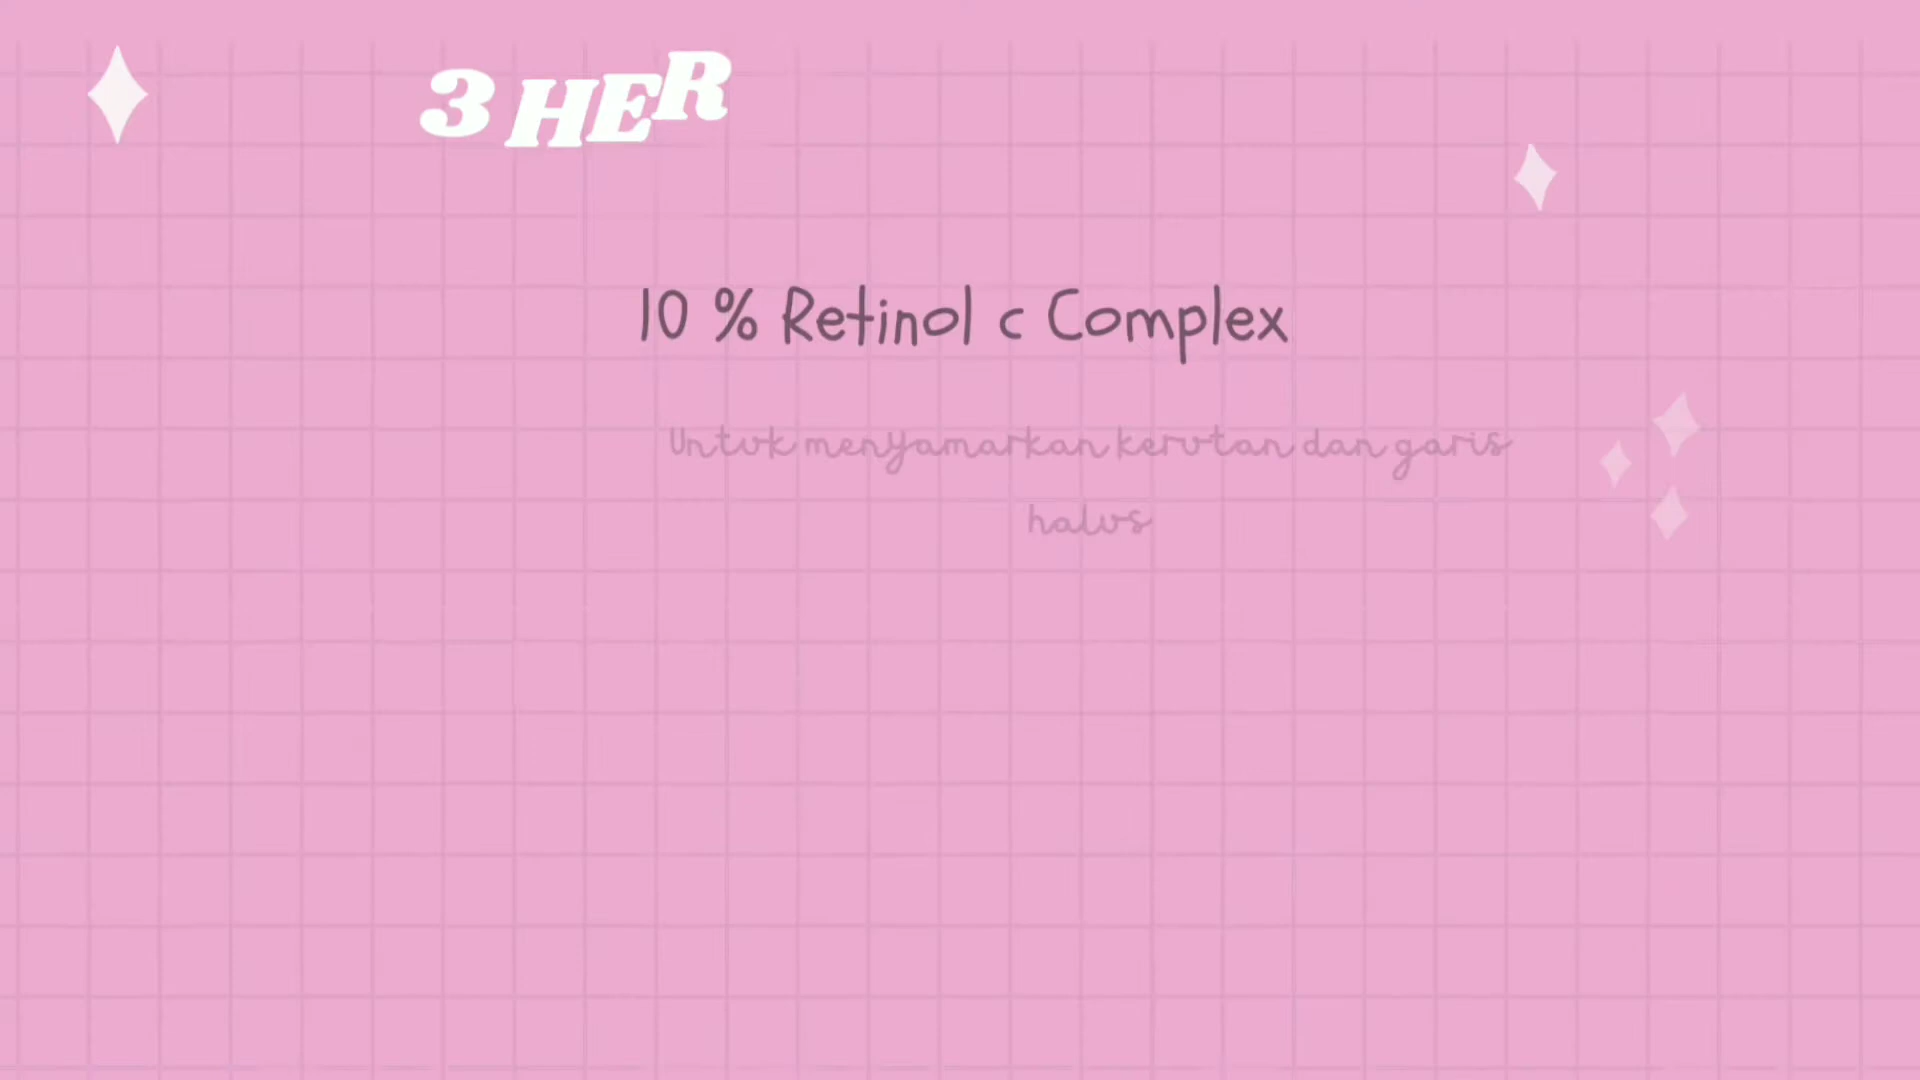 3 HER
10 % Retinol c Complex
Untuk menyamarkan kerutan dan garis
halus